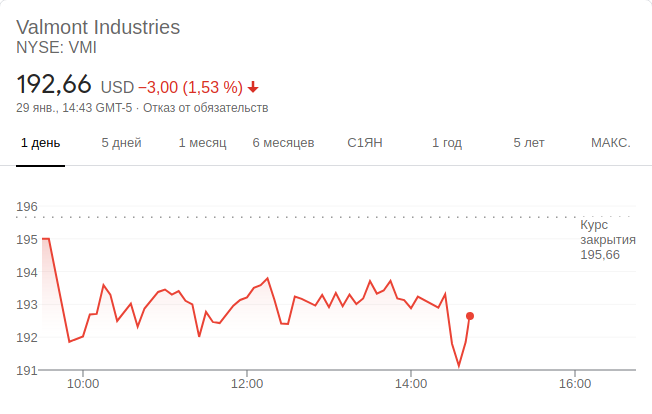 Valmont Industries
NYSE: VMI
192,66 USD −3,00 (1,53 %)
29 янв., 14:43 GMT-5 · Отказ от обязательств
1 день 5 дней 1 месяц 6 месяцев С1ЯН 1 год 5 лет МАКС.
196
Курс
закрытия
195,66
195
194
193
192
191
10:00 12:00 14:00 16:00